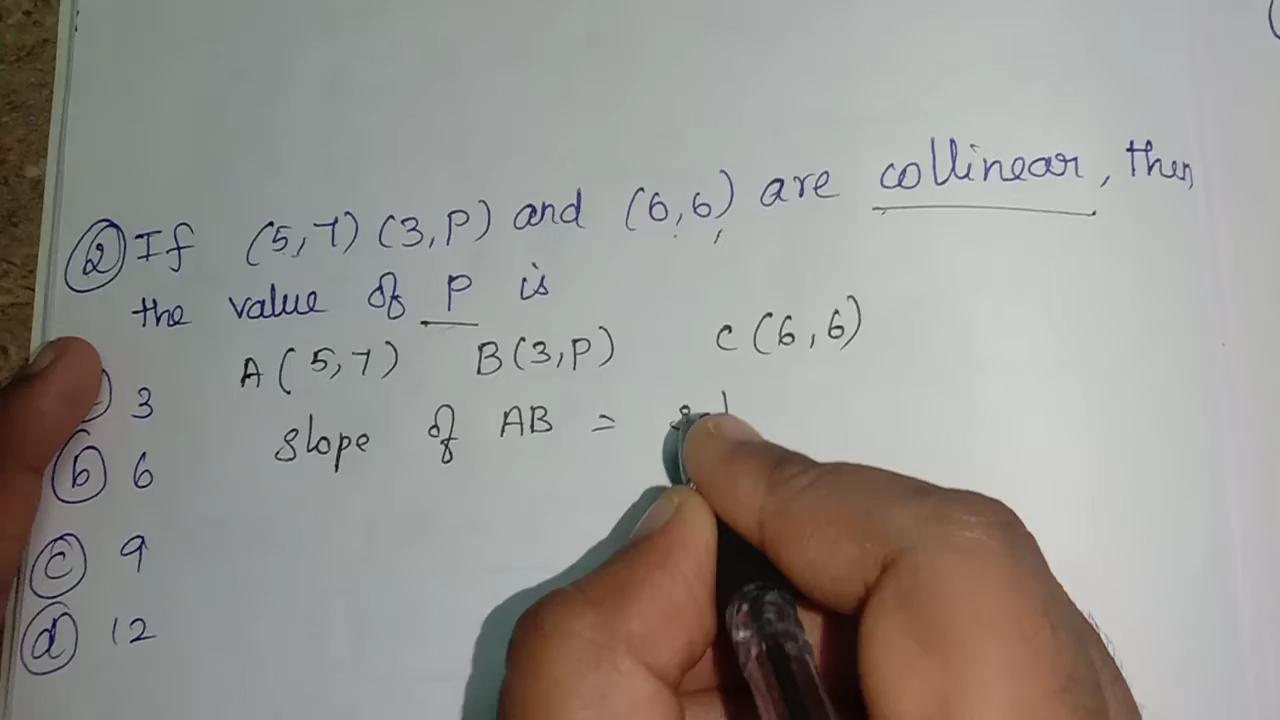 ② If (5,7) (3,P) and (6,6) are collinear, then
the value of P is
A(5,7) B(3,P) C(6,6)
slope of AB = sl
3
ⓑ 6
ⓒ 9
ⓓ 12